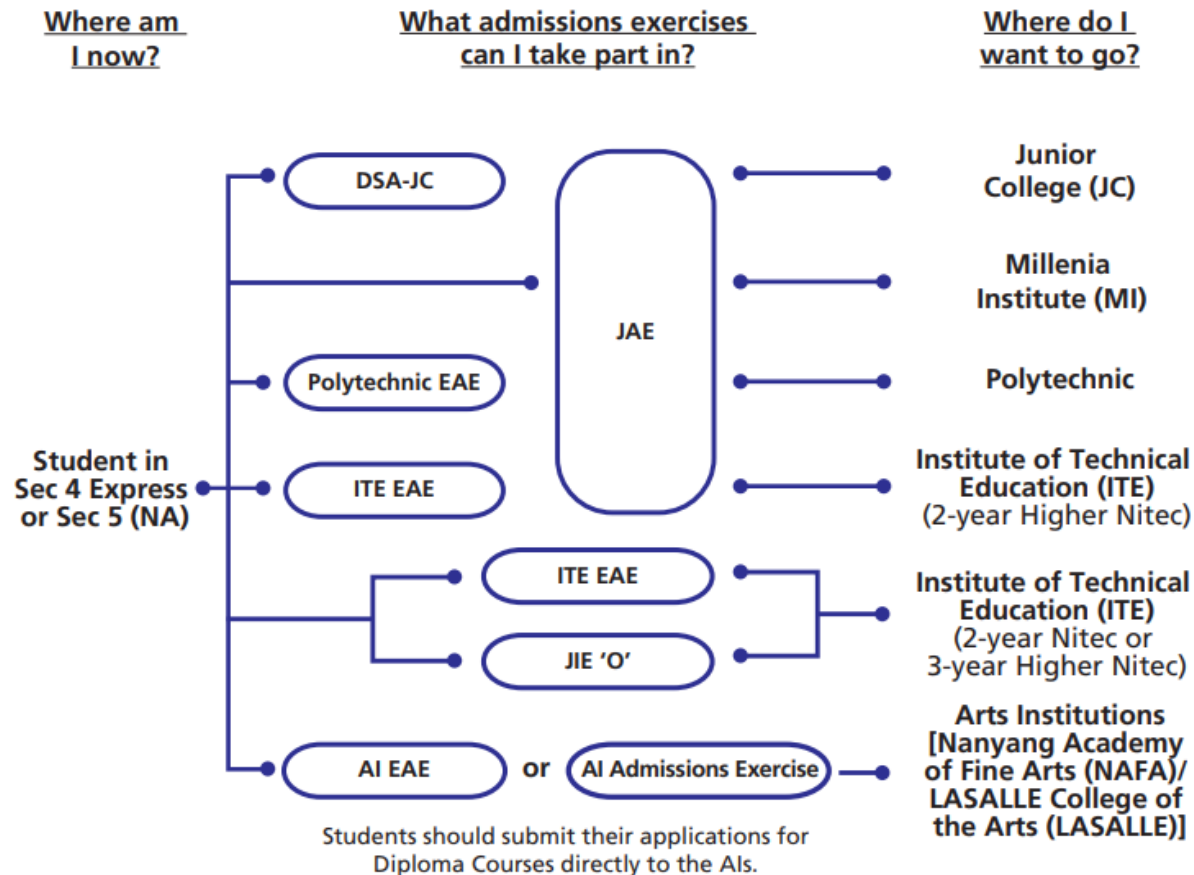 Where am
I now?
What admissions exercises
can I take part in?
Where do I
want to go?
DSA-JC
JAE
Junior
College (JC)
Millenia
Institute (MI)
Polytechnic EAE
Polytechnic
Student in
Sec 4 Express
or Sec 5 (NA)
ITE EAE
Institute of Technical
Education (ITE)
(2-year Higher Nitec)
ITE EAE
JIE 'O'
Institute of Technical
Education (ITE)
(2-year Nitec or
3-year Higher Nitec)
AI EAE
or
AI Admissions Exercise
Arts Institutions
[Nanyang Academy
of Fine Arts (NAFA)/
LASALLE College of
the Arts (LASALLE)]
Students should submit their applications for
Diploma Courses directly to the AIs.